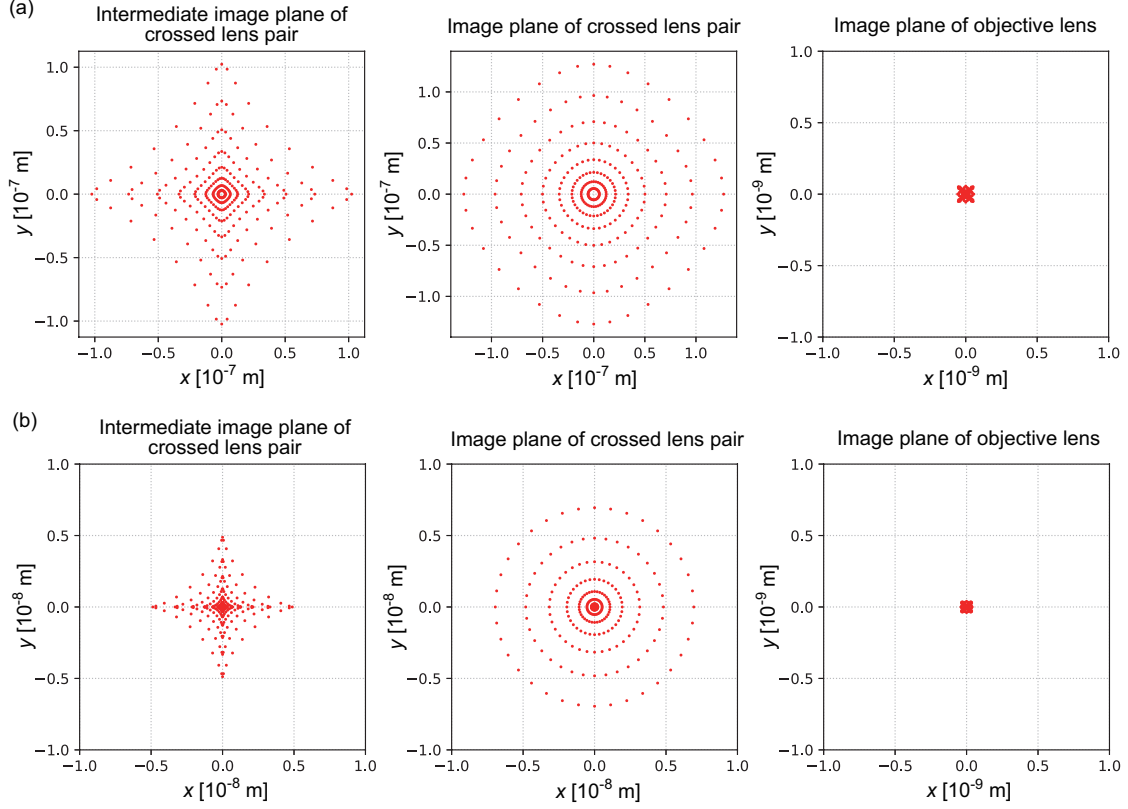 (a)
Intermediate image plane of
crossed lens pair
Image plane of crossed lens pair
Image plane of objective lens
y [10⁻⁷ m]
1.0
0.5
0.0
−0.5
−1.0
−1.0 −0.5 0.0 0.5 1.0
x [10⁻⁷ m]
y [10⁻⁷ m]
1.0
0.5
0.0
−0.5
−1.0
−1.0 −0.5 0.0 0.5 1.0
x [10⁻⁷ m]
y [10⁻⁹ m]
1.0
0.5
0.0
−0.5
−1.0
−1.0 −0.5 0.0 0.5 1.0
x [10⁻⁹ m]
(b)
Intermediate image plane of
crossed lens pair
Image plane of crossed lens pair
Image plane of objective lens
y [10⁻⁸ m]
1.0
0.5
0.0
−0.5
−1.0
−1.0 −0.5 0.0 0.5 1.0
x [10⁻⁸ m]
y [10⁻⁸ m]
1.0
0.5
0.0
−0.5
−1.0
−1.0 −0.5 0.0 0.5 1.0
x [10⁻⁸ m]
y [10⁻⁹ m]
1.0
0.5
0.0
−0.5
−1.0
−1.0 −0.5 0.0 0.5 1.0
x [10⁻⁹ m]